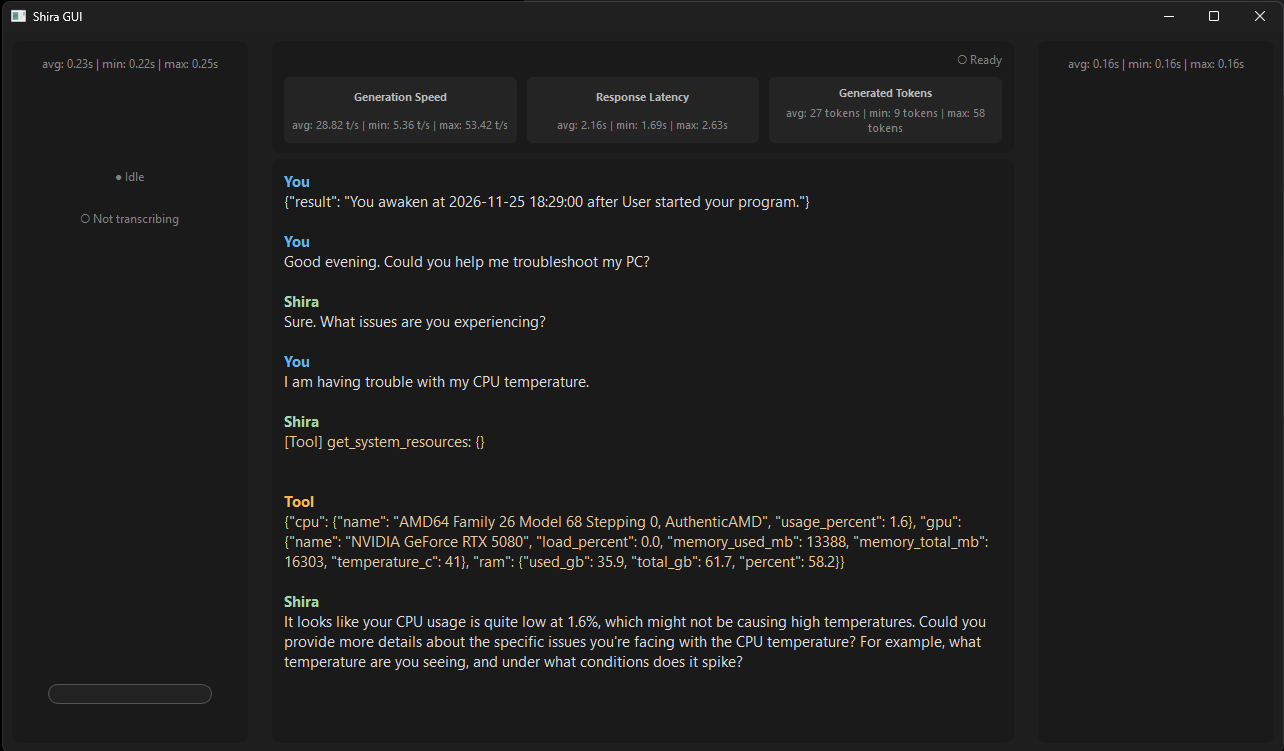 Shira GUI
avg: 0.23s | min: 0.22s | max: 0.25s
● Idle
○ Not transcribing
○ Ready
Generation Speed
avg: 28.82 t/s | min: 5.36 t/s | max: 53.42 t/s
Response Latency
avg: 2.16s | min: 1.69s | max: 2.63s
Generated Tokens
avg: 27 tokens | min: 9 tokens | max: 58
tokens
You
{"result": "You awaken at 2026-11-25 18:29:00 after User started your program."}
You
Good evening. Could you help me troubleshoot my PC?
Shira
Sure. What issues are you experiencing?
You
I am having trouble with my CPU temperature.
Shira
[Tool] get_system_resources: {}
Tool
{"cpu": {"name": "AMD64 Family 26 Model 68 Stepping 0, AuthenticAMD", "usage_percent": 1.6}, "gpu":
{"name": "NVIDIA GeForce RTX 5080", "load_percent": 0.0, "memory_used_mb": 13388, "memory_total_mb":
16303, "temperature_c": 41}, "ram": {"used_gb": 35.9, "total_gb": 61.7, "percent": 58.2}}
Shira
It looks like your CPU usage is quite low at 1.6%, which might not be causing high temperatures. Could you
provide more details about the specific issues you're facing with the CPU temperature? For example, what
temperature are you seeing, and under what conditions does it spike?
avg: 0.16s | min: 0.16s | max: 0.16s